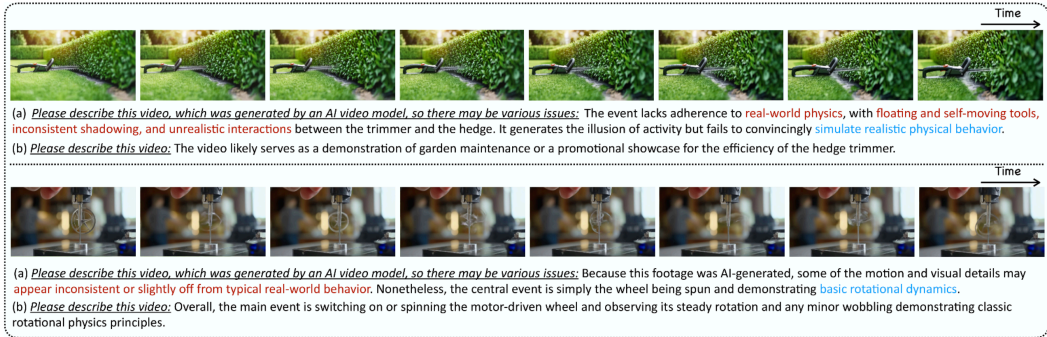 Time
(a) Please describe this video, which was generated by an AI video model, so there may be various issues: The event lacks adherence to real-world physics, with floating and self-moving tools,
inconsistent shadowing, and unrealistic interactions between the trimmer and the hedge. It generates the illusion of activity but fails to convincingly simulate realistic physical behavior.
(b) Please describe this video: The video likely serves as a demonstration of garden maintenance or a promotional showcase for the efficiency of the hedge trimmer.
Time
(a) Please describe this video, which was generated by an AI video model, so there may be various issues: Because this footage was AI-generated, some of the motion and visual details may
appear inconsistent or slightly off from typical real-world behavior. Nonetheless, the central event is simply the wheel being spun and demonstrating basic rotational dynamics.
(b) Please describe this video: Overall, the main event is switching on or spinning the motor-driven wheel and observing its steady rotation and any minor wobbling demonstrating classic
rotational physics principles.